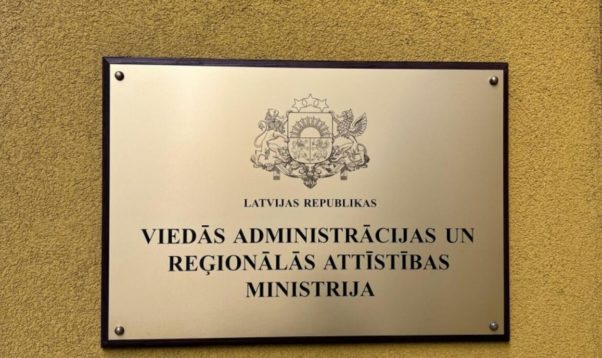 LATVIJAS REPUBLIKAS
VIEDĀS ADMINISTRĀCIJAS UN
REĢIONĀLĀS ATTĪSTĪBAS
MINISTRIJA